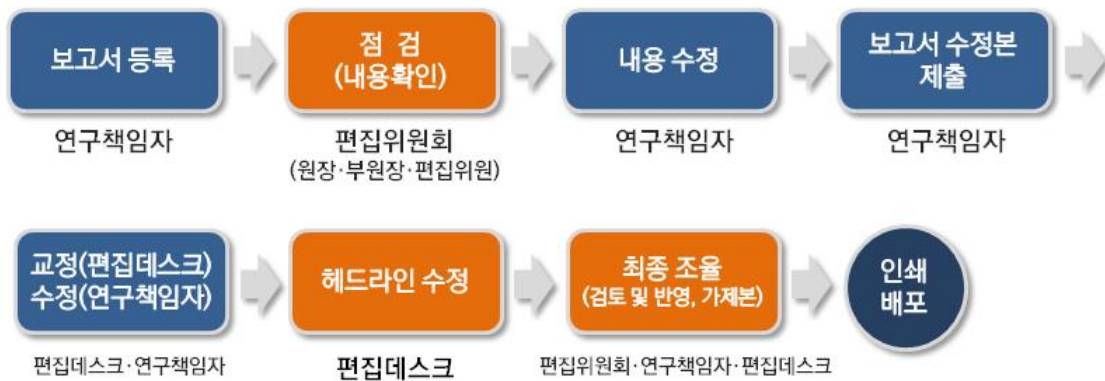 보고서 등록
점 검
(내용확인)
내용 수정
보고서 수정본
제출
연구책임자
편집위원회
(원장·부원장·편집위원)
연구책임자
연구책임자
교정(편집데스크)
수정(연구책임자)
헤드라인 수정
최종 조율
(검토 및 반영, 가제본)
인쇄
배포
편집데스크·연구책임자
편집데스크
편집위원회·연구책임자·편집데스크